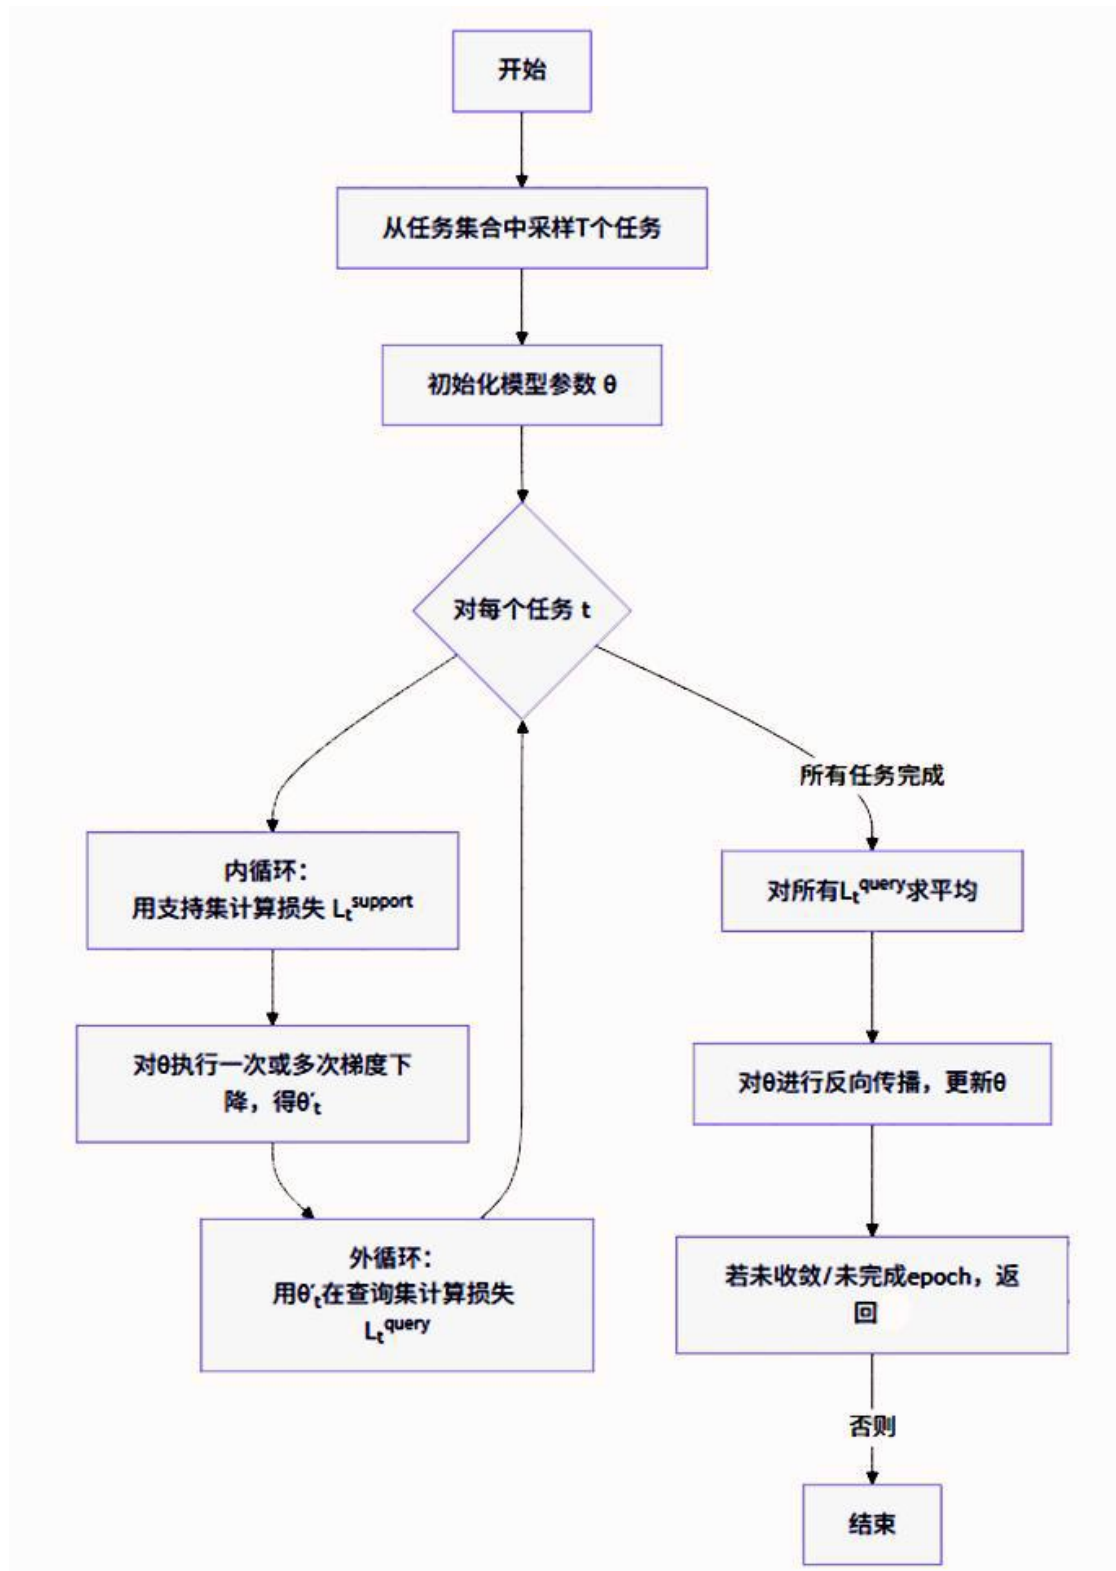 开始
从任务集合中采样T个任务
初始化模型参数 θ
对每个任务 t
所有任务完成
内循环：
用支持集计算损失 Lₜsupport
对θ执行一次或多次梯度下
降，得θ′ₜ
外循环：
用θ′ₜ在查询集计算损失
Lₜquery
对所有Lₜquery求平均
对θ进行反向传播，更新θ
若未收敛/未完成epoch，返
回
否则
结束